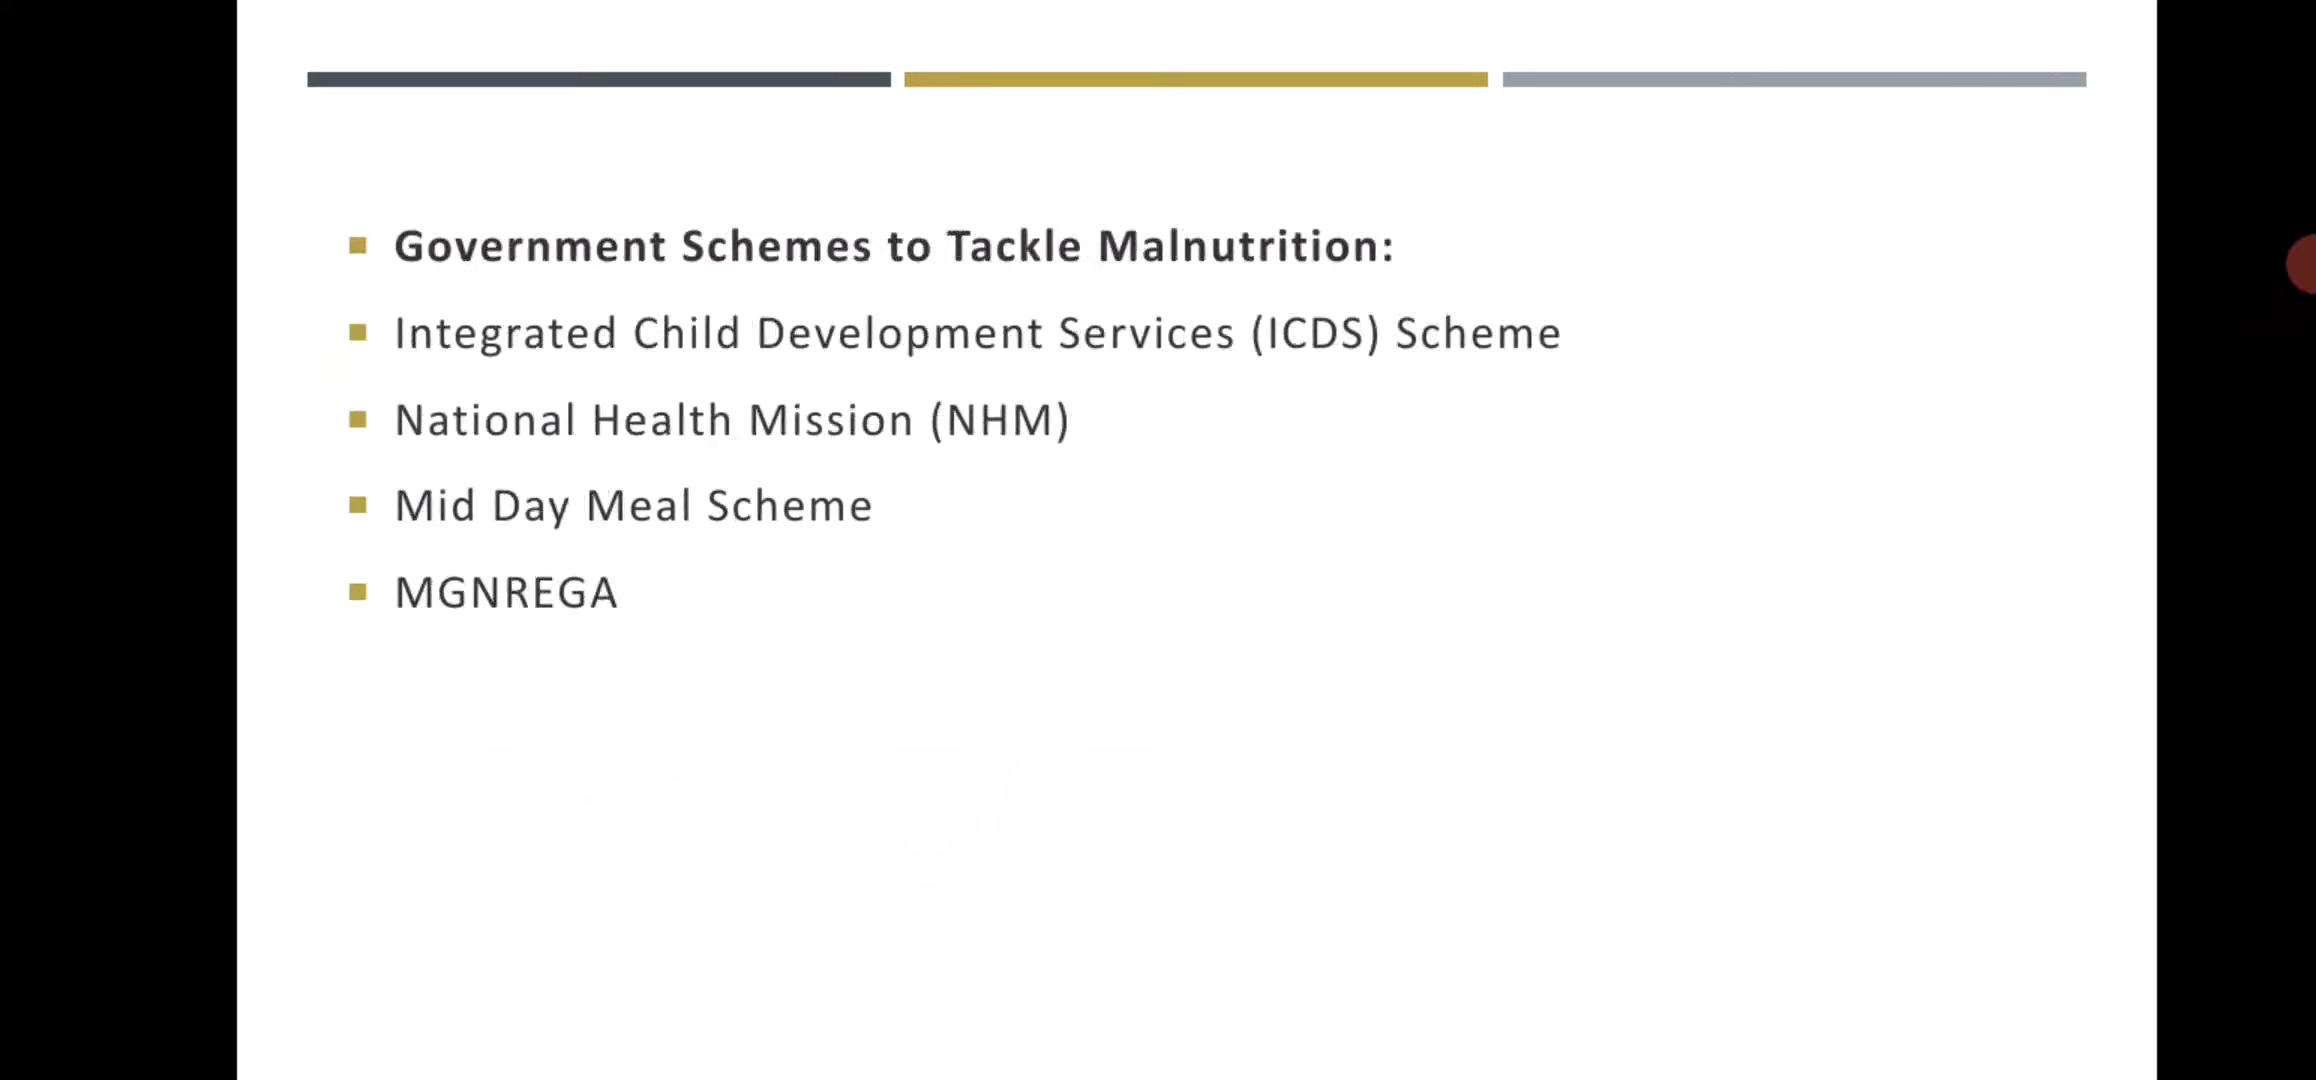 Government Schemes to Tackle Malnutrition:
Integrated Child Development Services (ICDS) Scheme
National Health Mission (NHM)
Mid Day Meal Scheme
MGNREGA